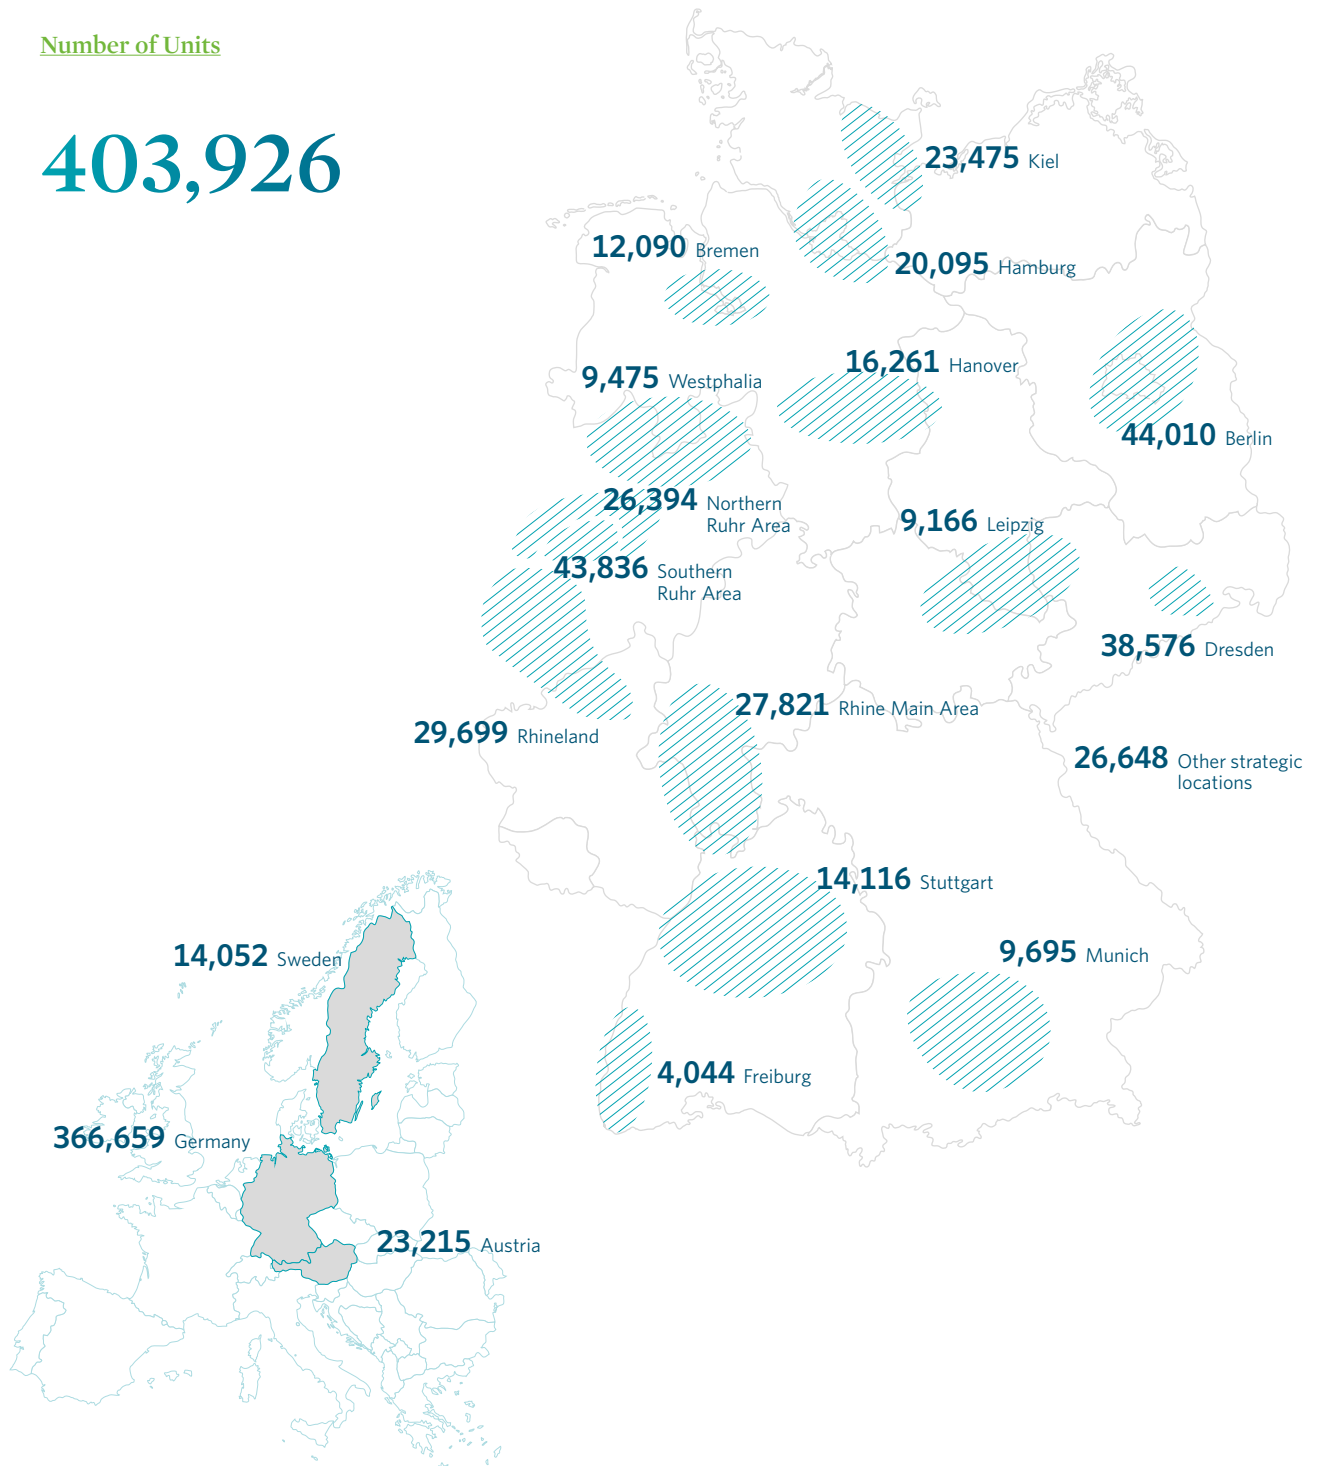 Number of Units
403,926
23,475 Kiel
12,090 Bremen
20,095 Hamburg
16,261 Hanover
9,475 Westphalia
44,010 Berlin
26,394 Northern
Ruhr Area
9,166 Leipzig
43,836 Southern
Ruhr Area
38,576 Dresden
27,821 Rhine Main Area
29,699 Rhineland
26,648 Other strategic
locations
14,116 Stuttgart
9,695 Munich
14,052 Sweden
4,044 Freiburg
366,659 Germany
23,215 Austria